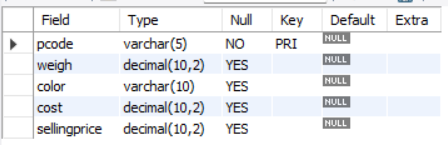 Field Type Null Key Default Extra
pcode varchar(5) NO PRI NULL
weigh decimal(10,2) YES NULL
color varchar(10) YES NULL
cost decimal(10,2) YES NULL
sellingprice decimal(10,2) YES NULL